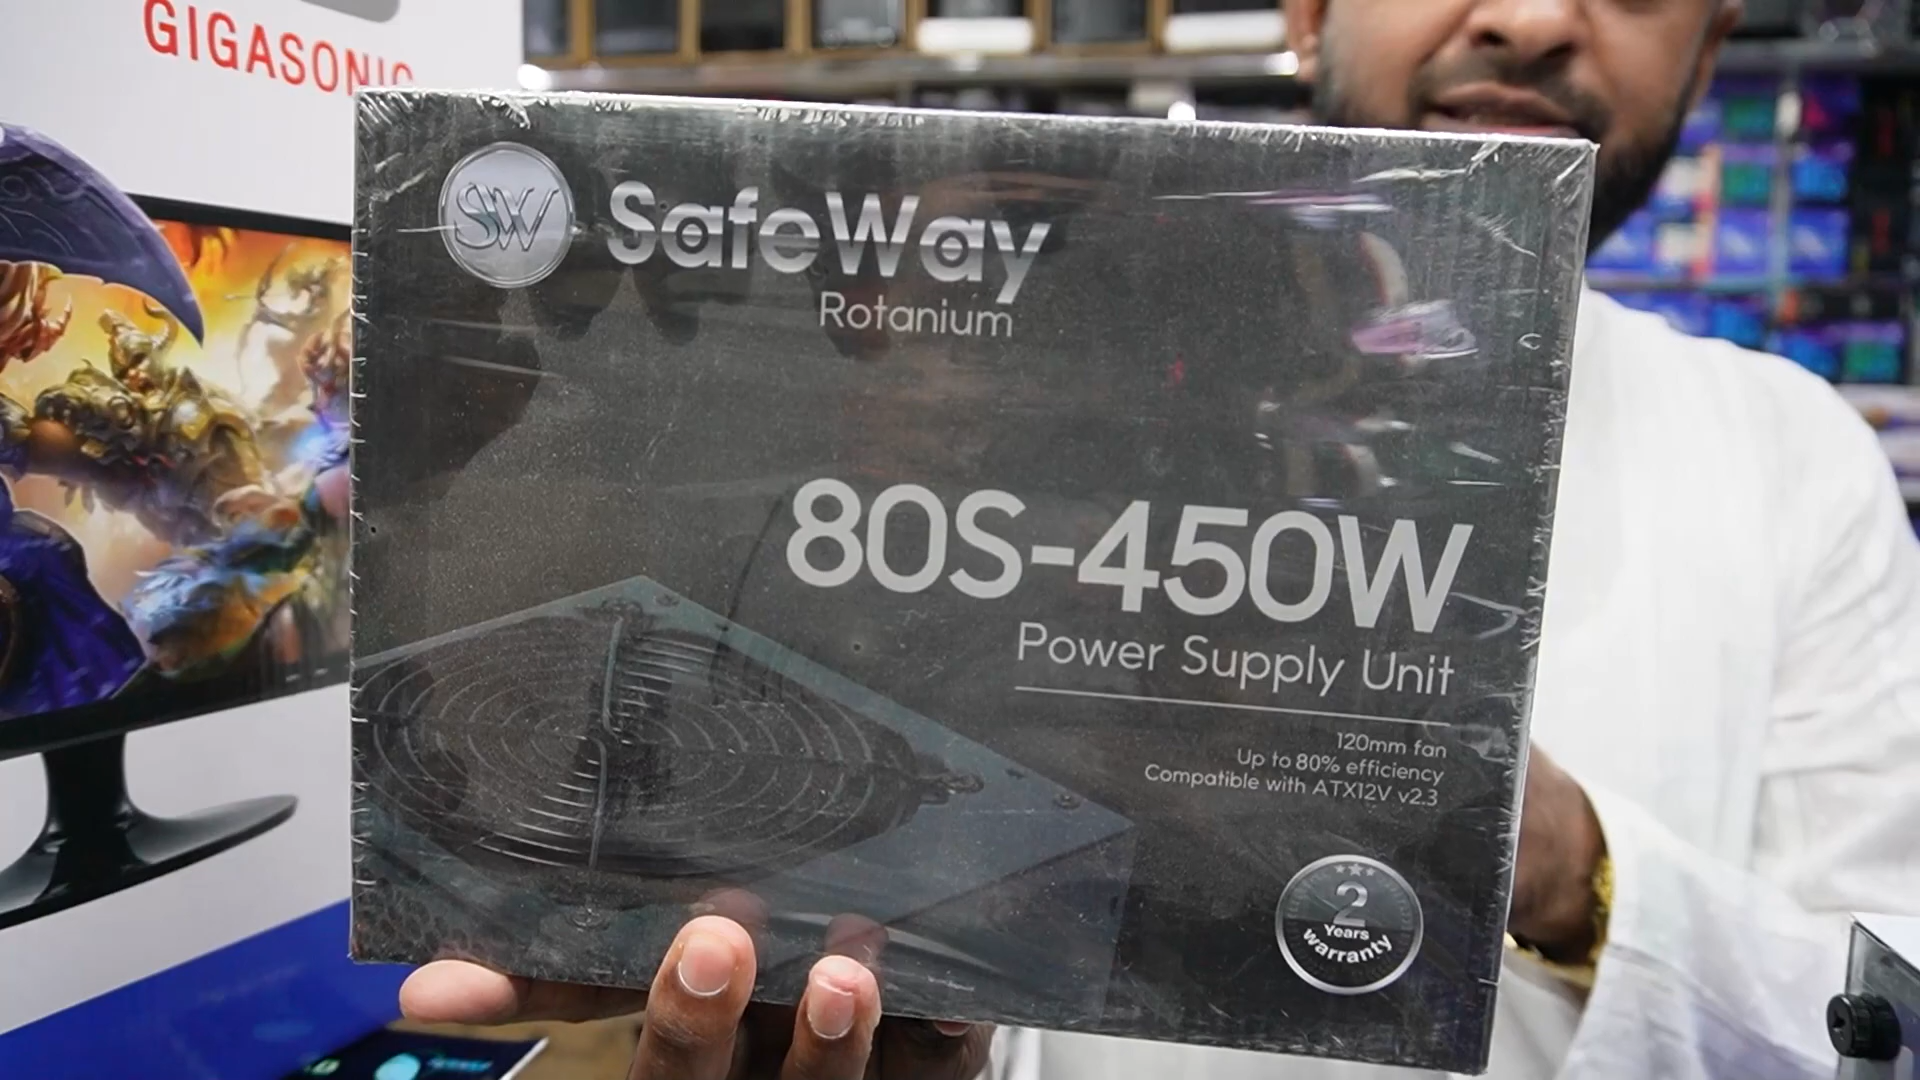 GIGASONIC
SW
SafeWay
Rotanium
80S-450W
Power Supply Unit
120mm fan
Up to 80% efficiency
Compatible with ATX12V v2.3
2
Years
Warranty